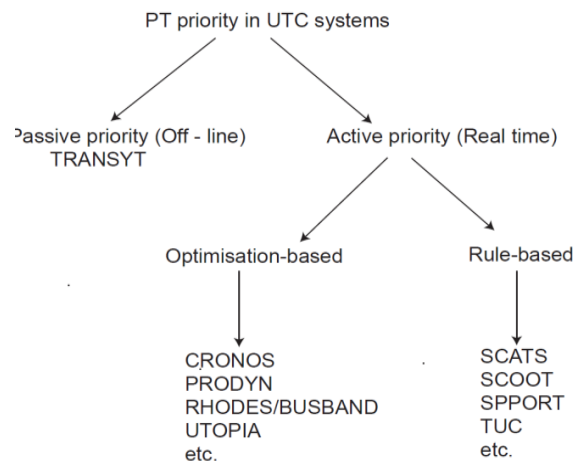 PT priority in UTC systems
Passive priority (Off - line)
TRANSYT
Active priority (Real time)
Optimisation-based
Rule-based
CRONOS
PRODYN
RHODES/BUSBAND
UTOPIA
etc.
SCATS
SCOOT
SPPORT
TUC
etc.